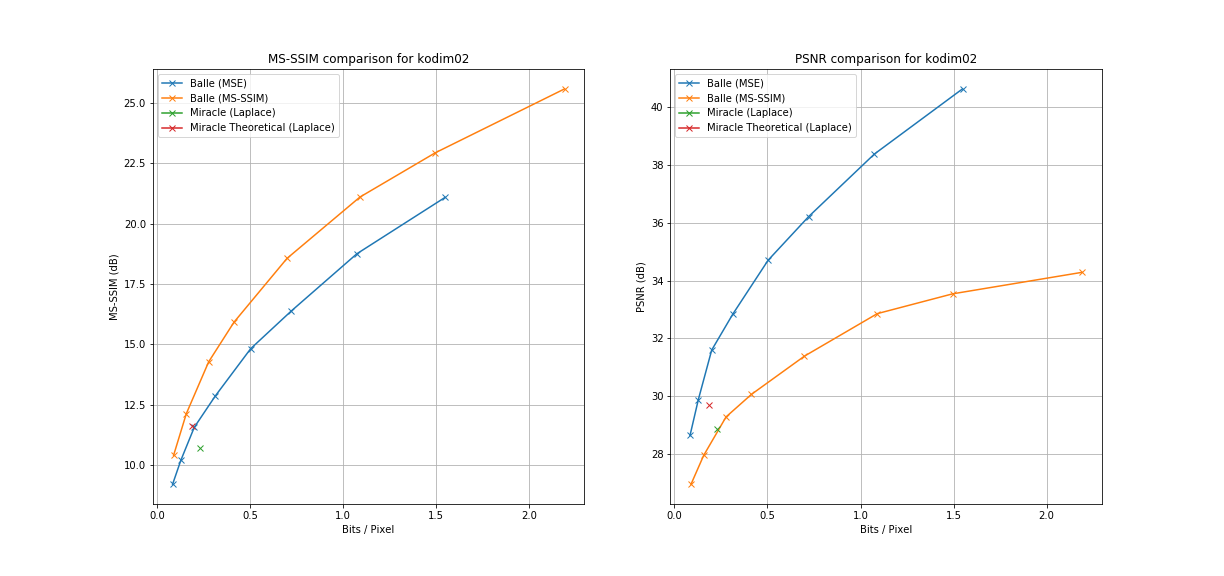 MS-SSIM comparison for kodim02
Balle (MSE)
Balle (MS-SSIM)
Miracle (Laplace)
Miracle Theoretical (Laplace)
25.0
22.5
20.0
17.5
15.0
12.5
10.0
MS-SSIM (dB)
0.0 0.5 1.0 1.5 2.0
Bits / Pixel
PSNR comparison for kodim02
Balle (MSE)
Balle (MS-SSIM)
Miracle (Laplace)
Miracle Theoretical (Laplace)
40
38
36
34
32
30
28
PSNR (dB)
0.0 0.5 1.0 1.5 2.0
Bits / Pixel